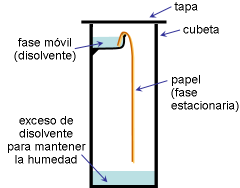 tapa
cubeta
fase móvil
(disolvente)
papel
(fase
estacionaria)
exceso de
disolvente
para mantener
la humedad